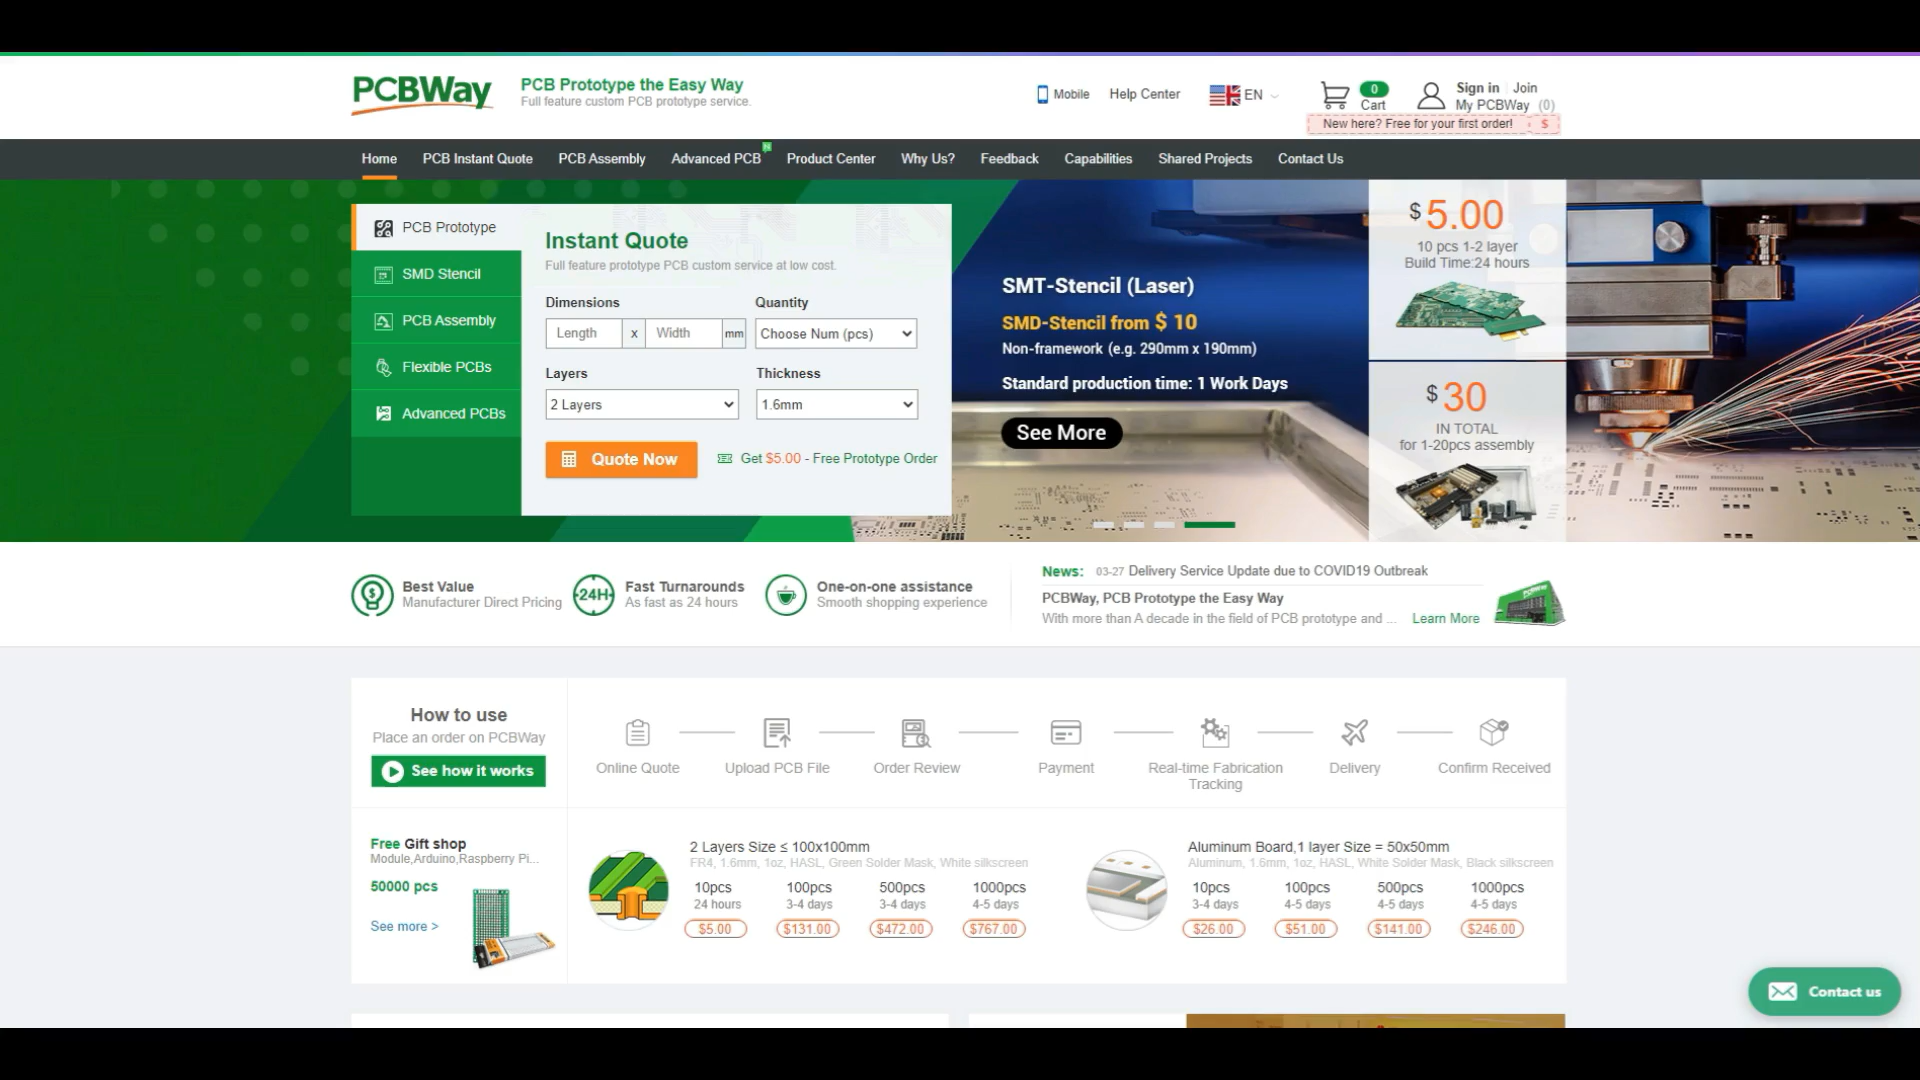 PCBWay
PCB Prototype the Easy Way
Full feature custom PCB prototype service.
Mobile
Help Center
EN
0
Cart
Sign in
Join
My PCBWay (0)
New here? Free for your first order! $
Home
PCB Instant Quote
PCB Assembly
Advanced PCB
N
Product Center
Why Us?
Feedback
Capabilities
Shared Projects
Contact Us
PCB Prototype
SMD Stencil
PCB Assembly
Flexible PCBs
Advanced PCBs
Instant Quote
Full feature prototype PCB custom service at low cost.
Dimensions
Quantity
Length x Width mm
Choose Num (pcs)
Layers
Thickness
2 Layers
1.6mm
Quote Now
Get $5.00 - Free Prototype Order
SMT-Stencil (Laser)
SMD-Stencil from $ 10
Non-framework (e.g. 290mm x 190mm)
Standard production time: 1 Work Days
See More
$ 5.00
10 pcs 1-2 layer
Build Time:24 hours
$ 30
IN TOTAL
for 1-20pcs assembly
Best Value
Manufacturer Direct Pricing
24H
Fast Turnarounds
As fast as 24 hours
One-on-one assistance
Smooth shopping experience
News: 03-27 Delivery Service Update due to COVID19 Outbreak
PCBWay, PCB Prototype the Easy Way
With more than A decade in the field of PCB prototype and ... Learn More
How to use
Place an order on PCBWay
See how it works
Online Quote
Upload PCB File
Order Review
Payment
Real-time Fabrication
Tracking
Delivery
Confirm Received
Free Gift shop
Module,Arduino,Raspberry Pi...
50000 pcs
See more >
2 Layers Size ≤ 100x100mm
FR4, 1.6mm, 1oz, HASL, Green Solder Mask, White silkscreen
10pcs 100pcs 500pcs 1000pcs
24 hours 3-4 days 3-4 days 4-5 days
$5.00 $131.00 $472.00 $767.00
Aluminum Board,1 layer Size = 50x50mm
Aluminum, 1.6mm, 1oz, HASL, White Solder Mask, Black silkscreen
10pcs 100pcs 500pcs 1000pcs
3-4 days 4-5 days 4-5 days 4-5 days
$26.00 $51.00 $141.00 $246.00
Contact us